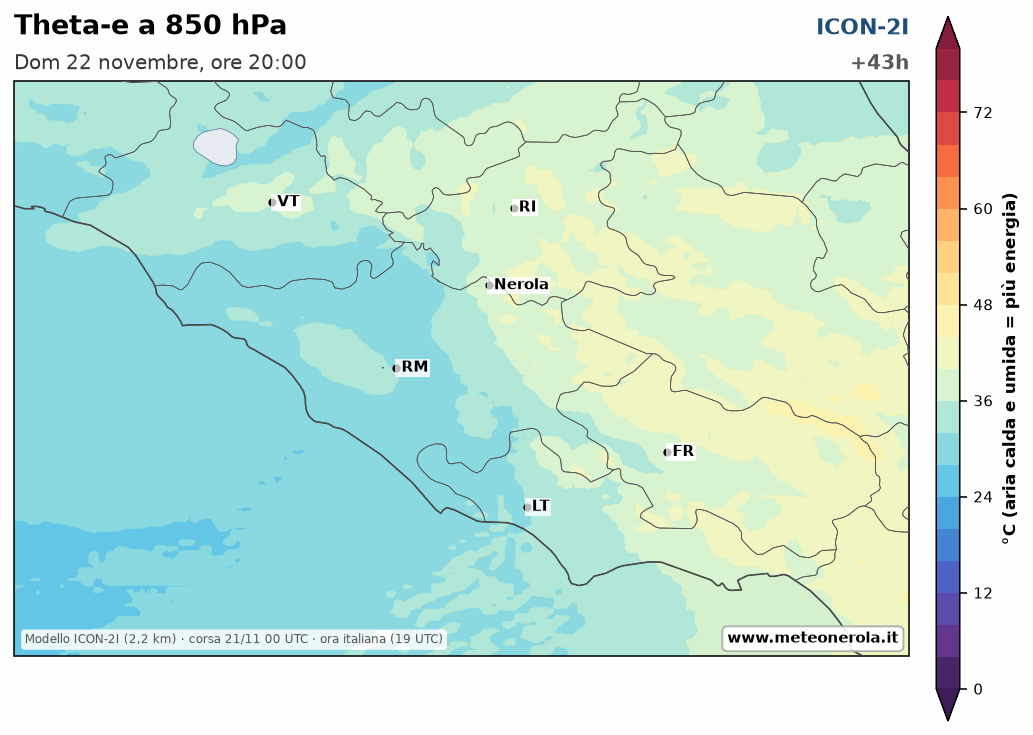 Theta-e a 850 hPa
ICON-2I
Dom 22 novembre, ore 20:00
+43h
72
60
48
36
24
12
0
°C (aria calda e umida = più energia)
VT
RI
Nerola
RM
FR
LT
Modello ICON-2I (2,2 km) · corsa 21/11 00 UTC · ora italiana (19 UTC)
www.meteonerola.it